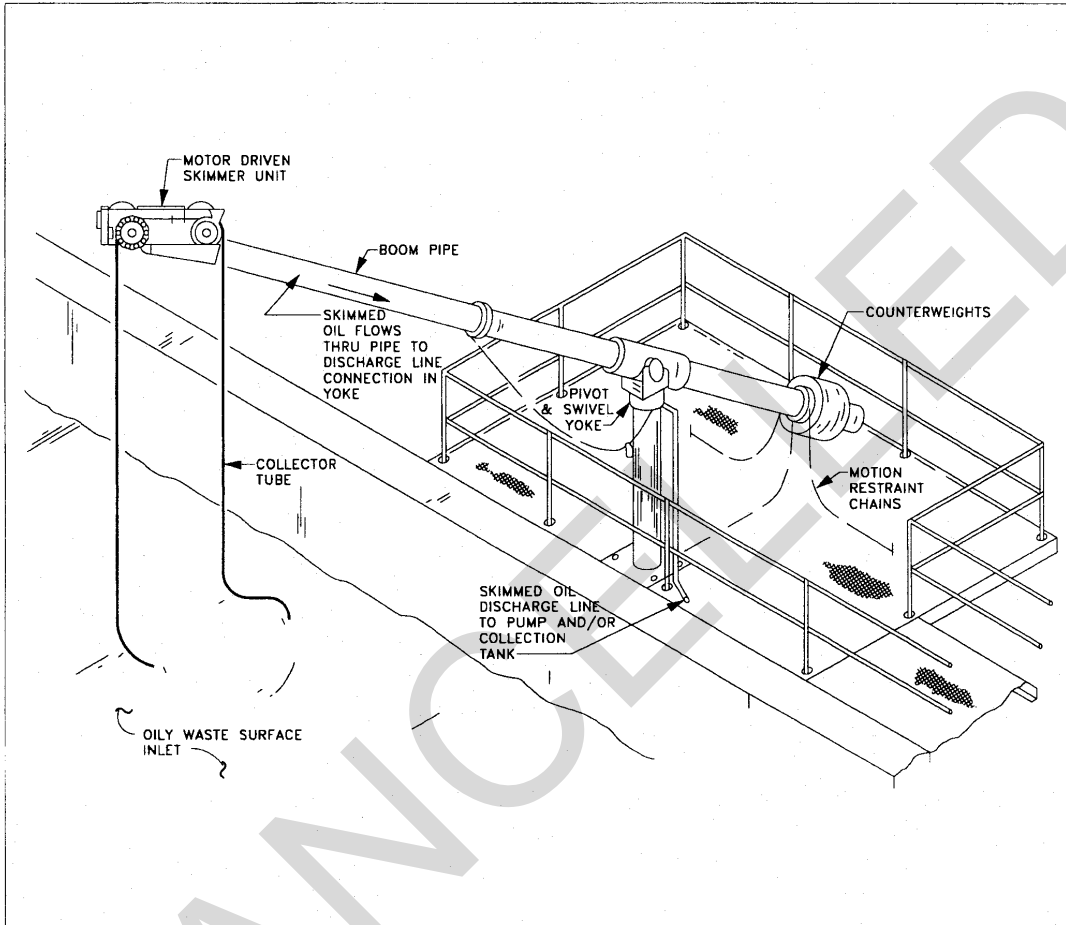 MOTOR DRIVEN
SKIMMER UNIT
BOOM PIPE
SKIMMED
OIL FLOWS
THRU PIPE TO
DISCHARGE LINE
CONNECTION IN
YOKE
COUNTERWEIGHTS
PIVOT
& SWIVEL
YOKE
COLLECTOR
TUBE
MOTION
RESTRAINT
CHAINS
SKIMMED OIL
DISCHARGE LINE
TO PUMP AND/OR
COLLECTION
TANK
OILY WASTE SURFACE
INLET
ANCELLED